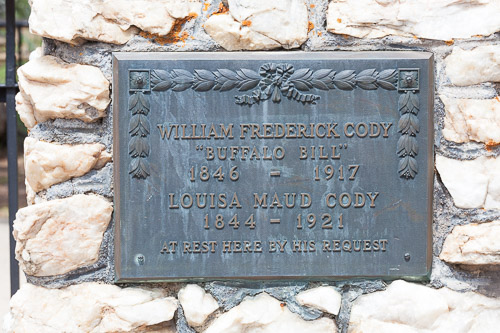 WILLIAM FREDERICK CODY
"BUFFALO BILL"
1846 - 1917
LOUISA MAUD CODY
1844 - 1921
AT REST HERE BY HIS REQUEST